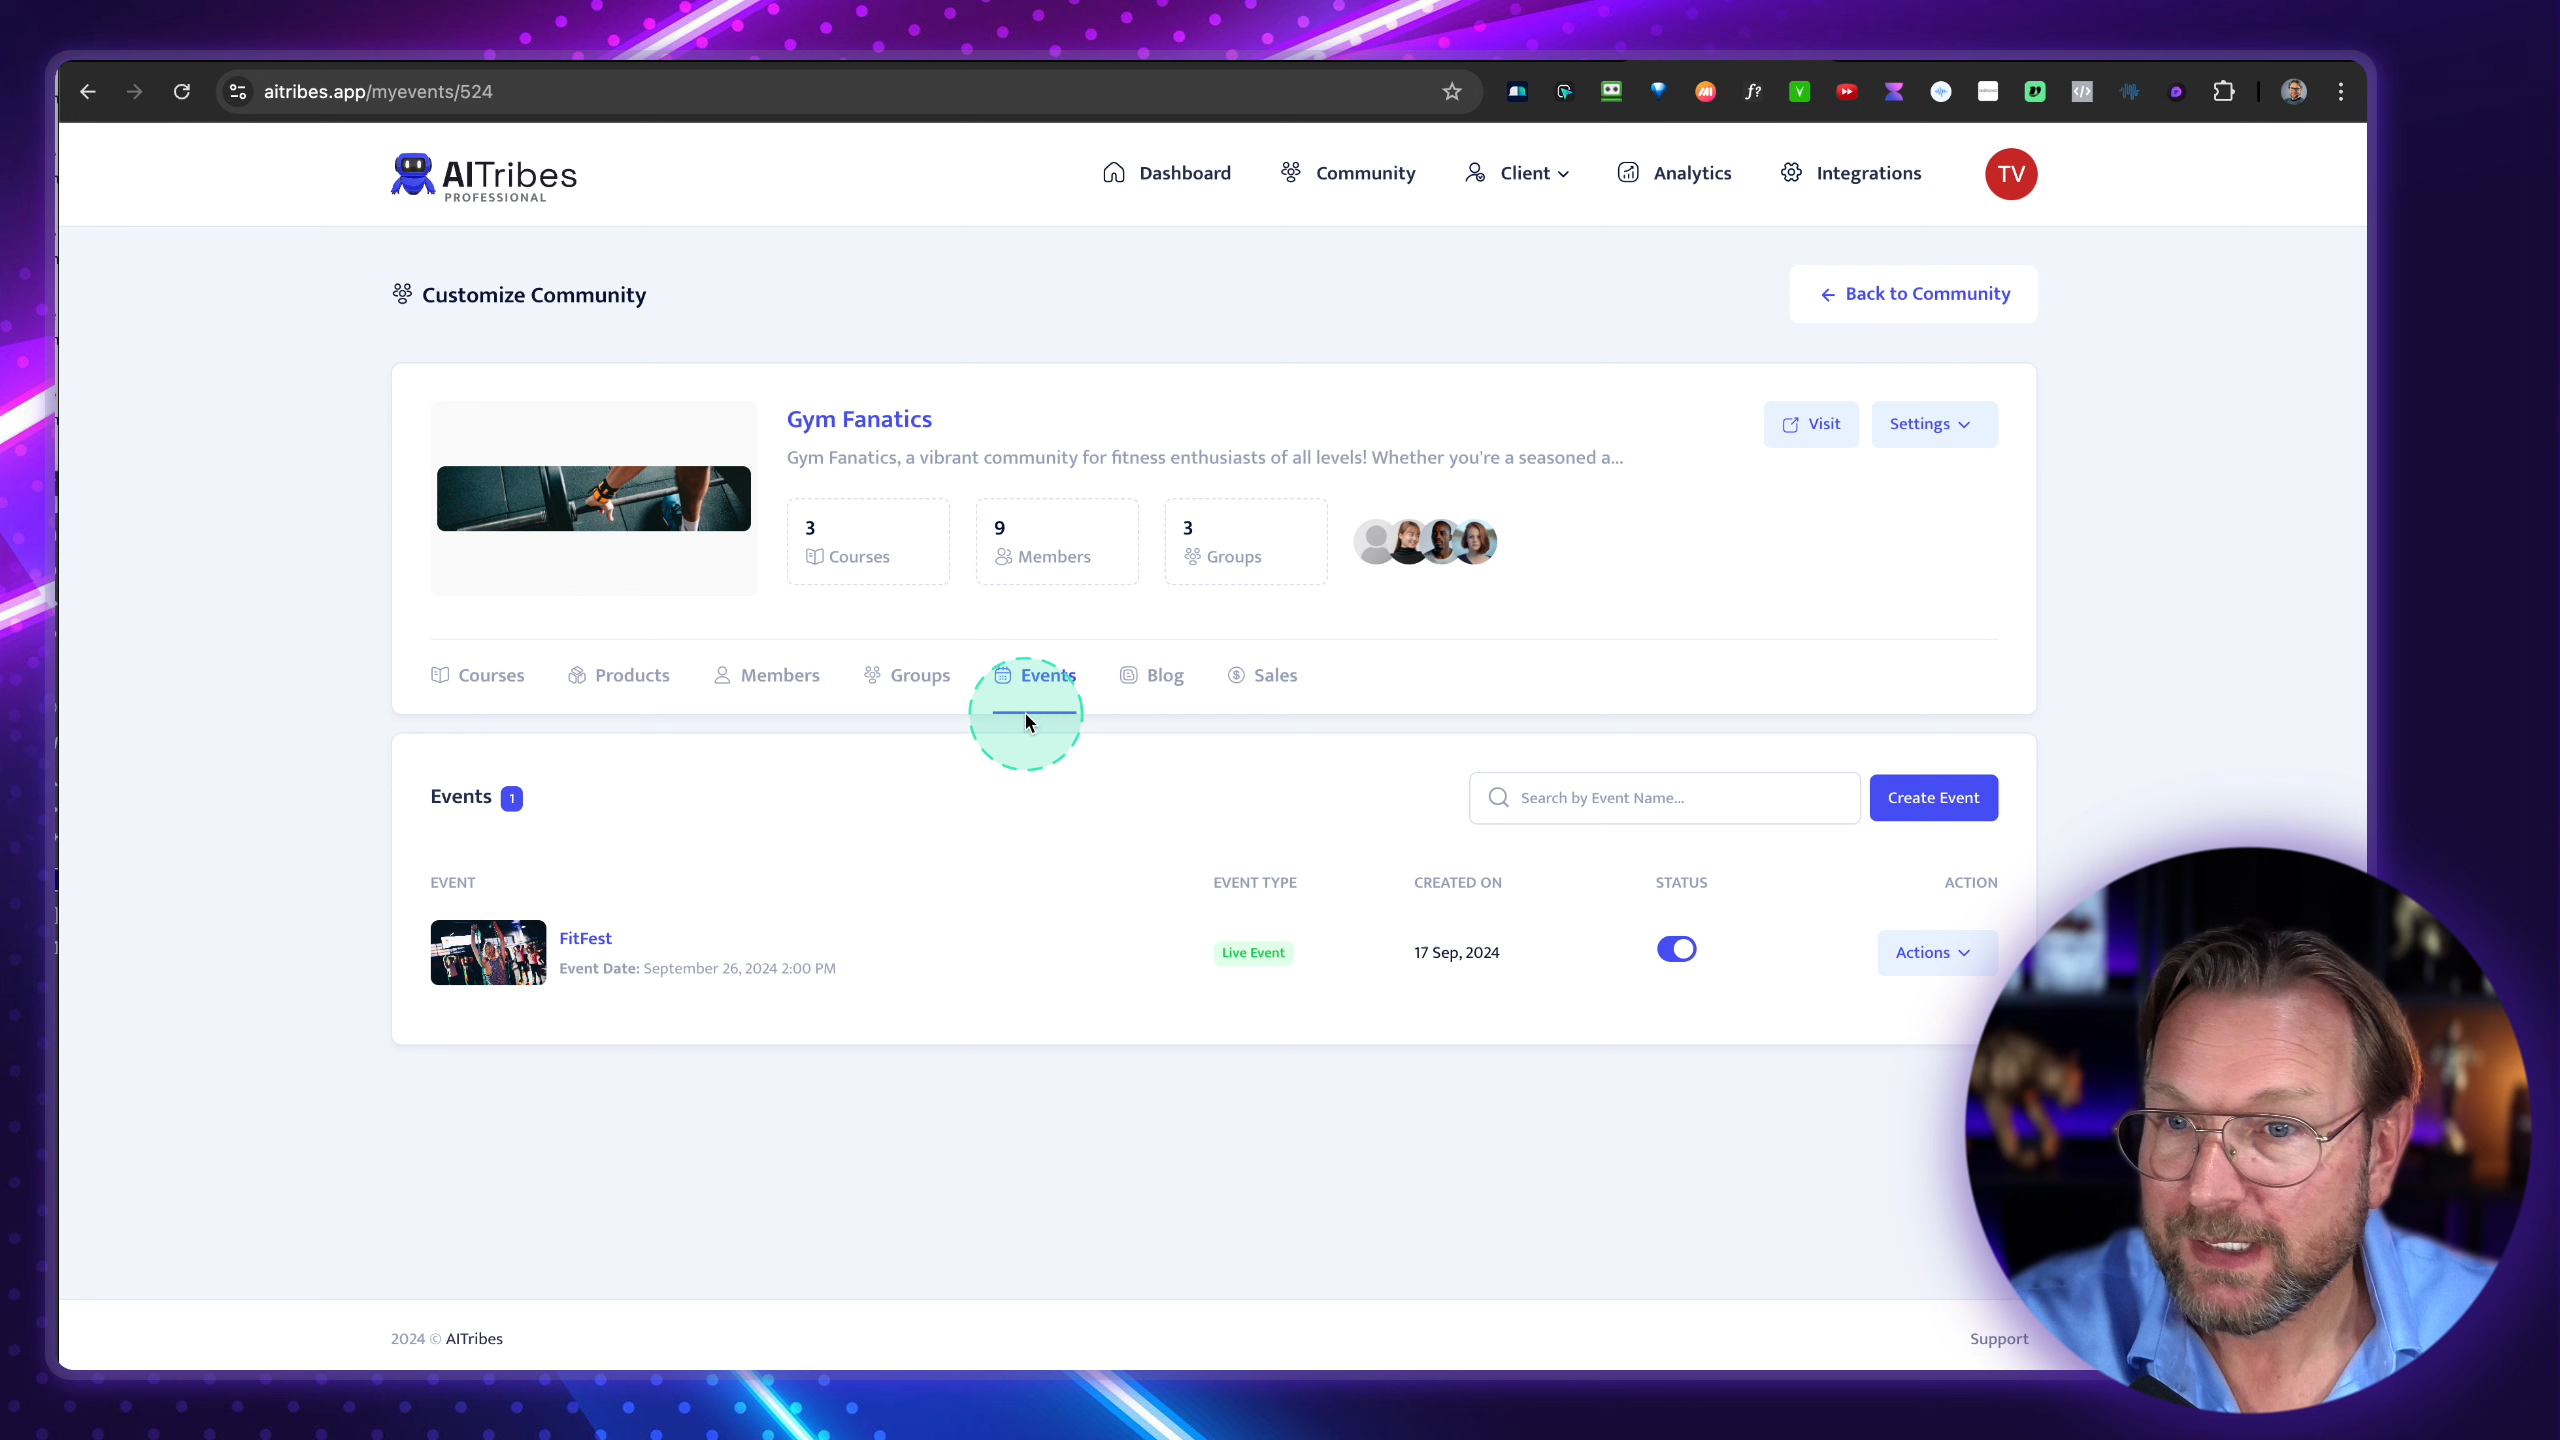 aitribes.app/myevents/524
AITribes
PROFESSIONAL
Dashboard
Community
Client
Analytics
Integrations
TV
Customize Community
Back to Community
Gym Fanatics
Visit
Settings
Gym Fanatics, a vibrant community for fitness enthusiasts of all levels! Whether you're a seasoned a...
3
Courses
9
Members
3
Groups
Courses
Products
Members
Groups
Events
Blog
Sales
Events 1
Search by Event Name...
Create Event
EVENT
EVENT TYPE
CREATED ON
STATUS
ACTION
FitFest
Event Date: September 26, 2024 2:00 PM
Live Event
17 Sep, 2024
Actions
2024 © AITribes
Support